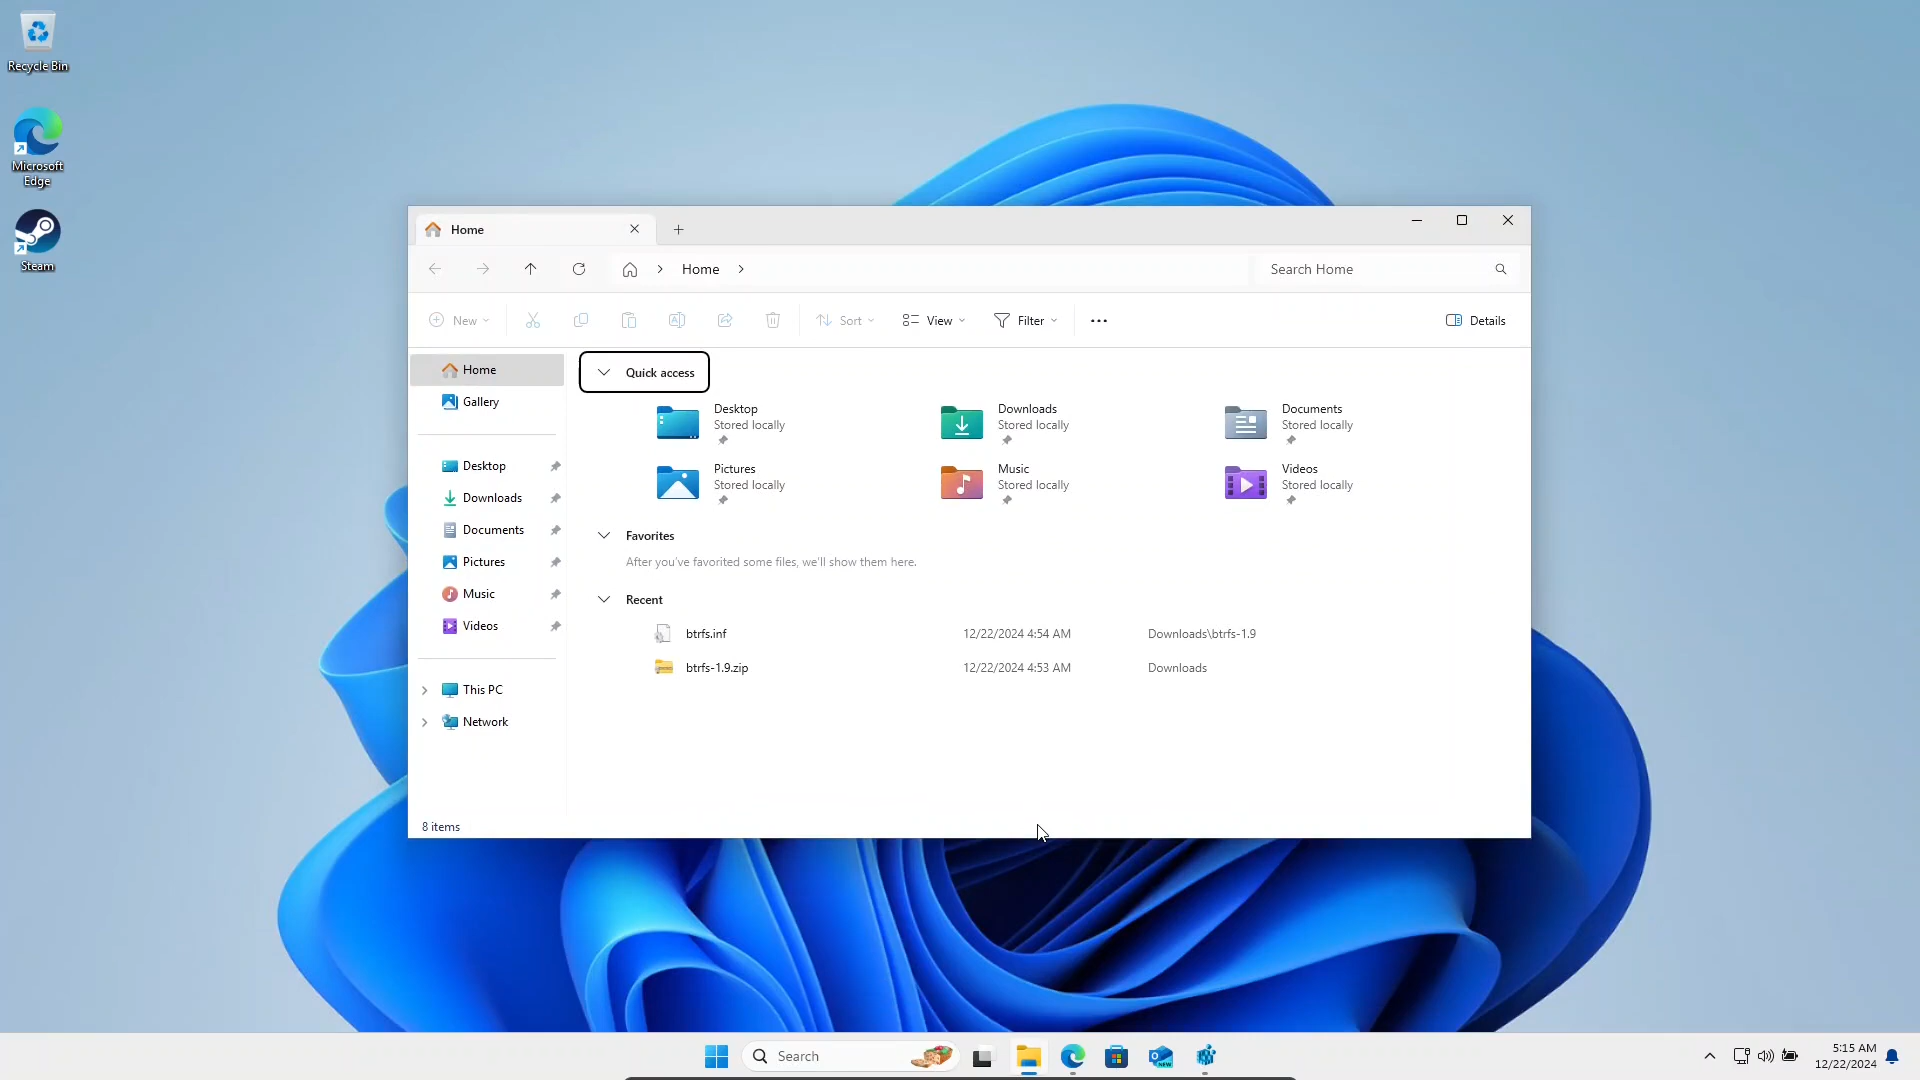 Recycle Bin
Microsoft
Edge
Steam
Home
Home
Search Home
New
Sort
View
Filter
Details
Home
Gallery
Desktop
Downloads
Documents
Pictures
Music
Videos
This PC
Network
Quick access
Desktop
Stored locally
Downloads
Stored locally
Documents
Stored locally
Pictures
Stored locally
Music
Stored locally
Videos
Stored locally
Favorites
After you've favorited some files, we'll show them here.
Recent
btrfs.inf 12/22/2024 4:54 AM Downloads\btrfs-1.9
btrfs-1.9.zip 12/22/2024 4:53 AM Downloads
8 items
Search
NEW
5:15 AM
12/22/2024